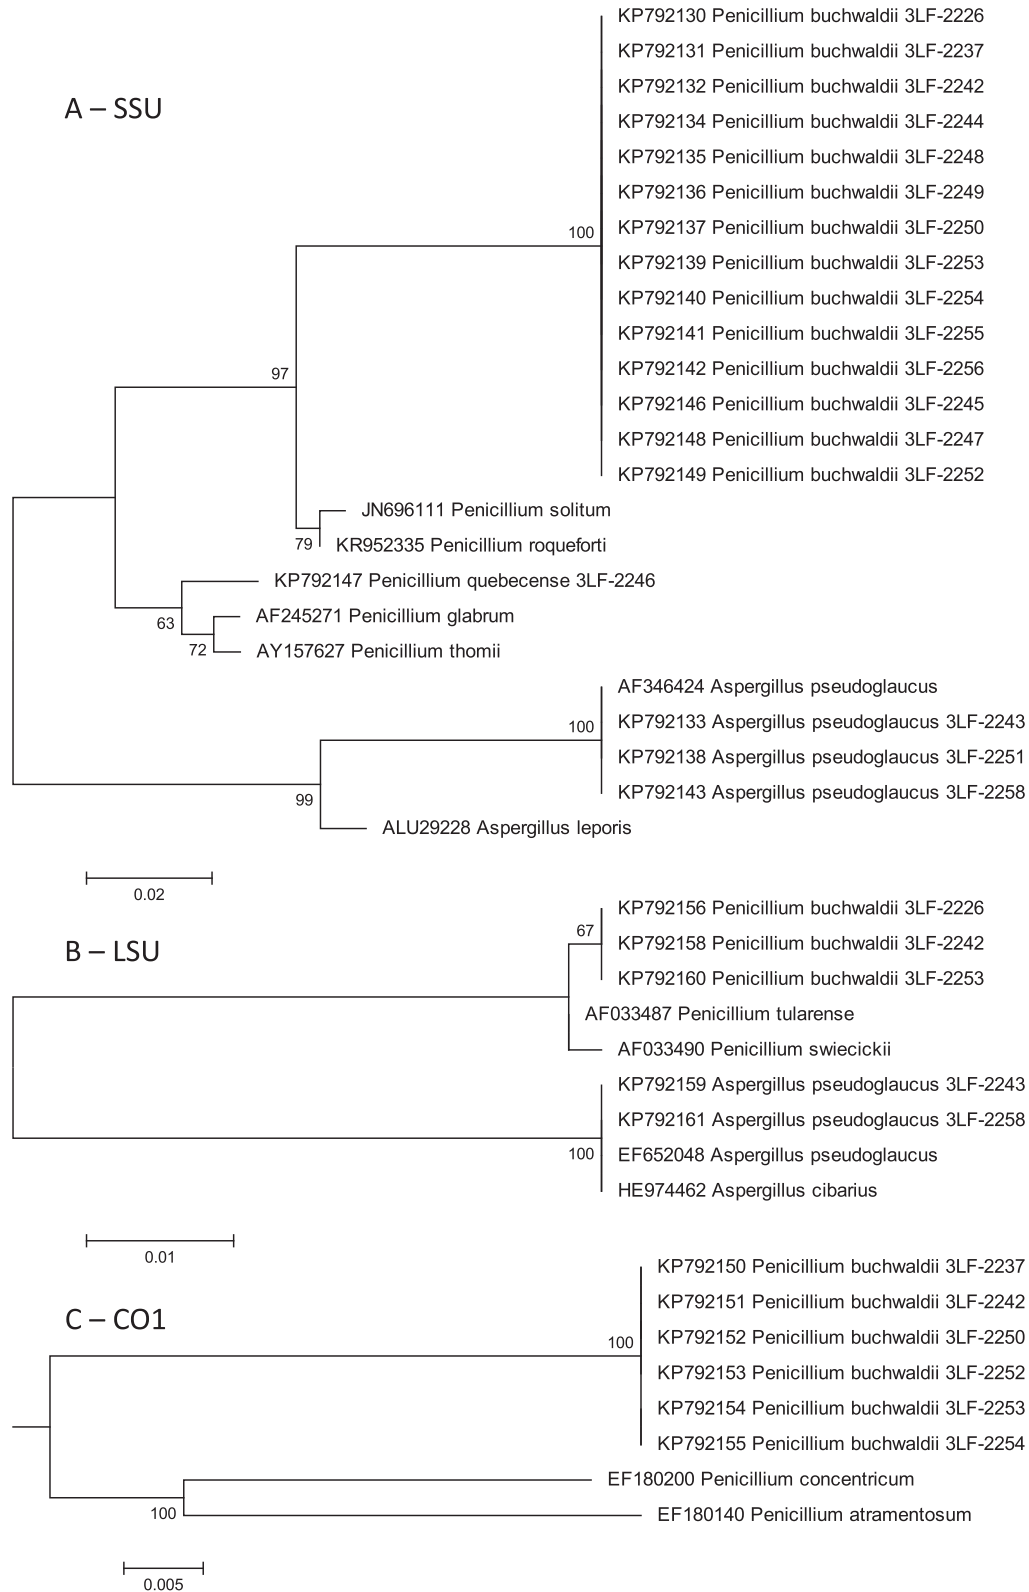 KP792130 Penicillium buchwaldii 3LF-2226
KP792131 Penicillium buchwaldii 3LF-2237
KP792132 Penicillium buchwaldii 3LF-2242
A – SSU
KP792134 Penicillium buchwaldii 3LF-2244
KP792135 Penicillium buchwaldii 3LF-2248
KP792136 Penicillium buchwaldii 3LF-2249
100 KP792137 Penicillium buchwaldii 3LF-2250
KP792139 Penicillium buchwaldii 3LF-2253
KP792140 Penicillium buchwaldii 3LF-2254
KP792141 Penicillium buchwaldii 3LF-2255
97 KP792142 Penicillium buchwaldii 3LF-2256
KP792146 Penicillium buchwaldii 3LF-2245
KP792148 Penicillium buchwaldii 3LF-2247
KP792149 Penicillium buchwaldii 3LF-2252
JN696111 Penicillium solitum
79 KR952335 Penicillium roqueforti
KP792147 Penicillium quebecense 3LF-2246
63 AF245271 Penicillium glabrum
72 AY157627 Penicillium thomii
AF346424 Aspergillus pseudoglaucus
100 KP792133 Aspergillus pseudoglaucus 3LF-2243
KP792138 Aspergillus pseudoglaucus 3LF-2251
99 KP792143 Aspergillus pseudoglaucus 3LF-2258
ALU29228 Aspergillus leporis
0.02
KP792156 Penicillium buchwaldii 3LF-2226
67
B – LSU
KP792158 Penicillium buchwaldii 3LF-2242
KP792160 Penicillium buchwaldii 3LF-2253
AF033487 Penicillium tularense
AF033490 Penicillium swiecickii
KP792159 Aspergillus pseudoglaucus 3LF-2243
KP792161 Aspergillus pseudoglaucus 3LF-2258
100 EF652048 Aspergillus pseudoglaucus
HE974462 Aspergillus cibarius
0.01
KP792150 Penicillium buchwaldii 3LF-2237
KP792151 Penicillium buchwaldii 3LF-2242
C – CO1
100 KP792152 Penicillium buchwaldii 3LF-2250
KP792153 Penicillium buchwaldii 3LF-2252
KP792154 Penicillium buchwaldii 3LF-2253
KP792155 Penicillium buchwaldii 3LF-2254
EF180200 Penicillium concentricum
100 EF180140 Penicillium atramentosum
0.005